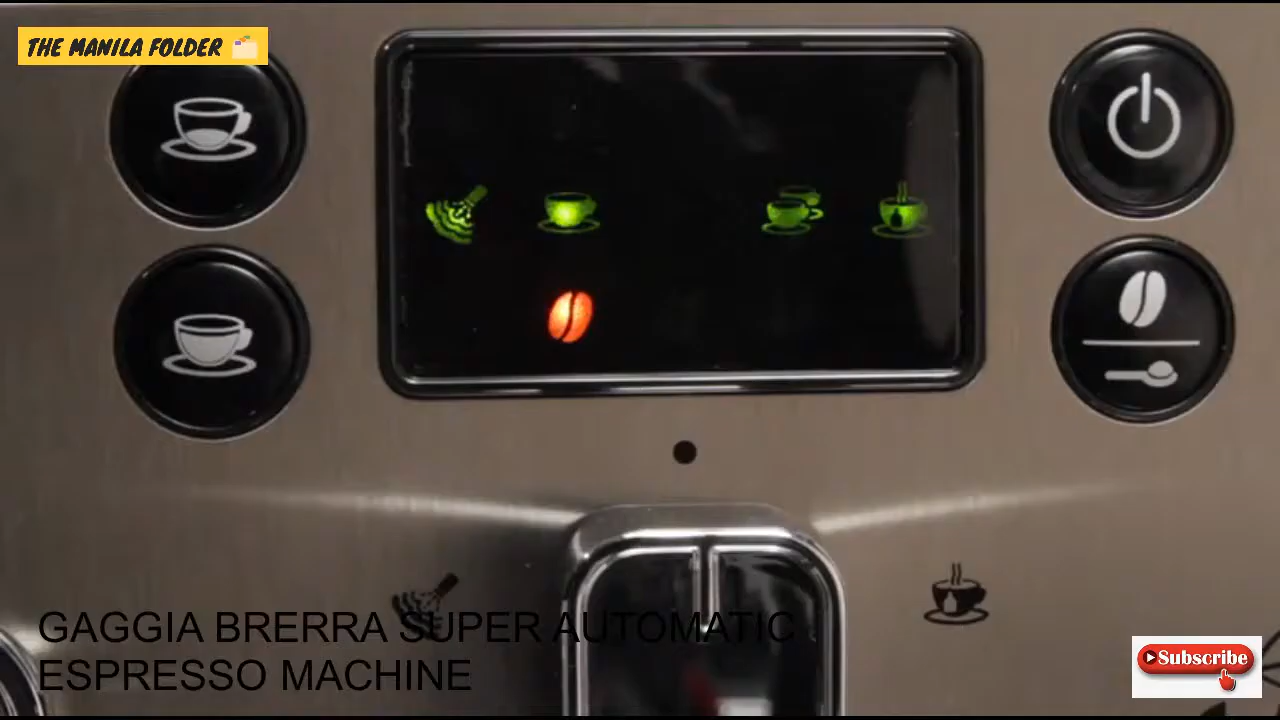 THE MANILA FOLDER
GAGGIA BRERRA SUPER AUTOMATIC
ESPRESSO MACHINE
Subscribe